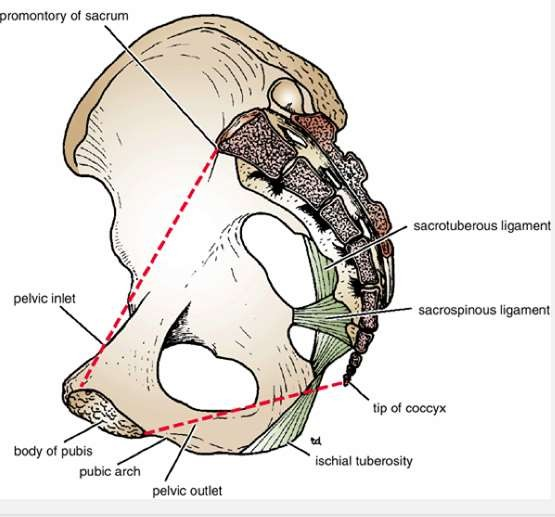 promontory of sacrum
sacrotuberous ligament
pelvic inlet
sacrospinous ligament
tip of coccyx
body of pubis
ischial tuberosity
pubic arch
pelvic outlet
td